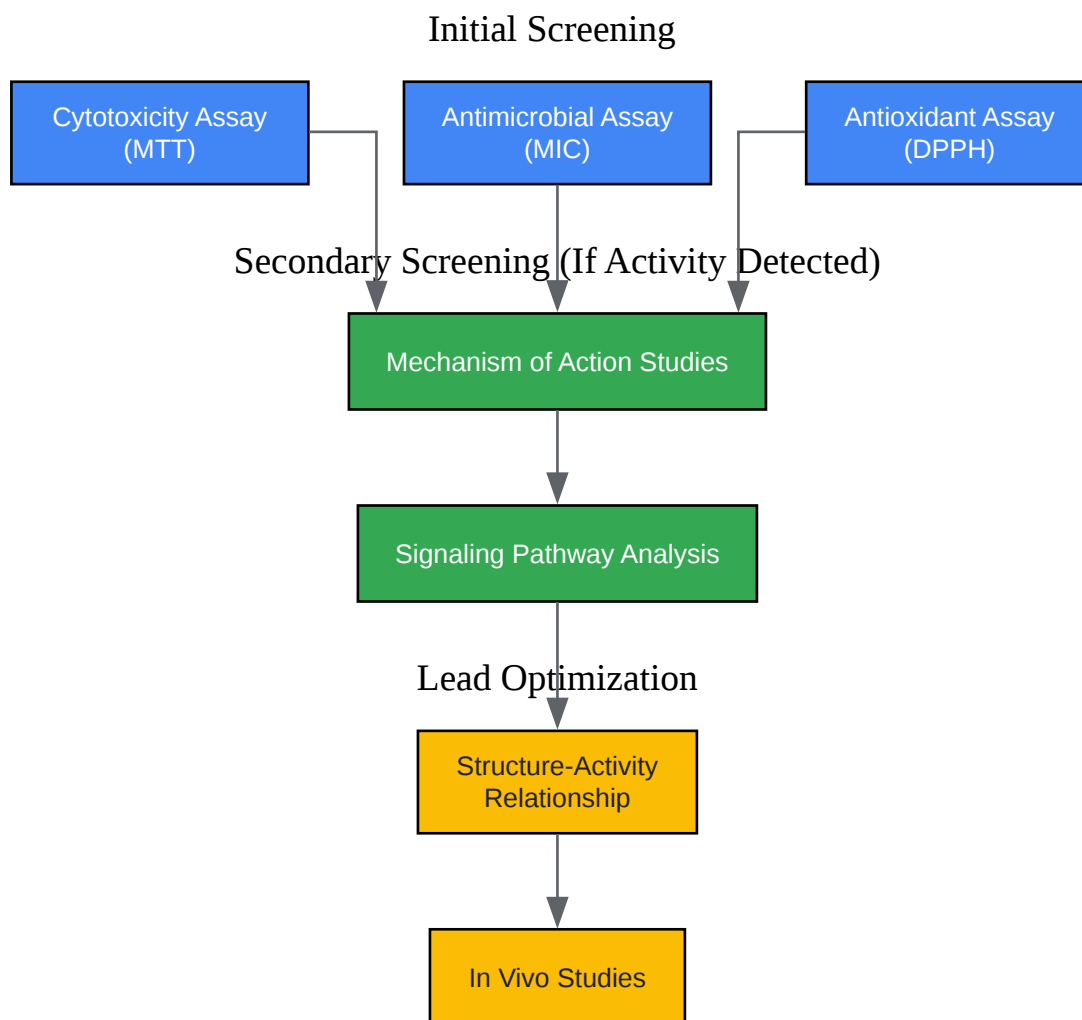 Initial Screening
Cytotoxicity Assay
(MTT)
Antimicrobial Assay
(MIC)
Antioxidant Assay
(DPPH)
Secondary Screening (If Activity Detected)
Mechanism of Action Studies
Signaling Pathway Analysis
Lead Optimization
Structure-Activity
Relationship
In Vivo Studies